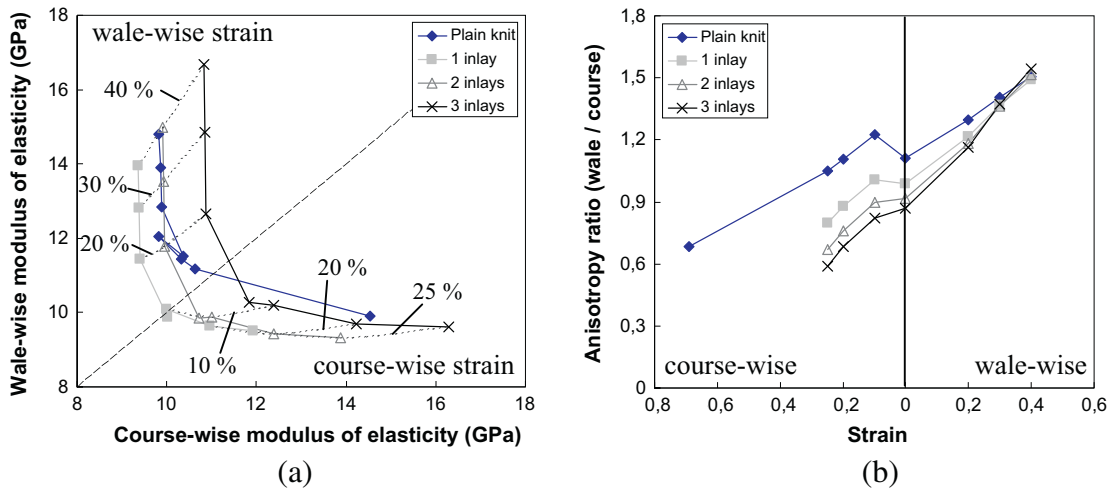 18
16
14
12
10
8
8
10
12
14
16
18
Wale-wise modulus of elasticity (GPa)
Course-wise modulus of elasticity (GPa)
wale-wise strain
40 %
30 %
20 %
10 %
20 %
25 %
course-wise strain
Plain knit
1 inlay
2 inlays
3 inlays
(a)
1,8
1,5
1,2
0,9
0,6
0,3
0
0,8
0,6
0,4
0,2
0
0,2
0,4
0,6
Anisotropy ratio (wale / course)
Strain
Plain knit
1 inlay
2 inlays
3 inlays
course-wise
wale-wise
(b)